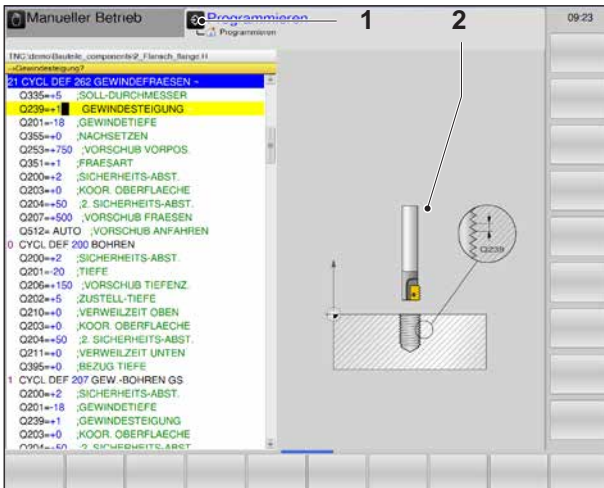 Manueller Betrieb
Programmieren
1
2
09:23
Programmieren
TNC:\demo\Bauteile_components\2_Flansch_flange.H
→Gewindesteigung?
21 CYCL DEF 262 GEWINDEFRAESEN ~
Q335=+5 ;SOLL-DURCHMESSER
Q239=+1 GEWINDESTEIGUNG
Q201=-18 ;GEWINDETIEFE
Q355=+0 ;NACHSETZEN
Q253=+750 ;VORSCHUB VORPOS.
Q351=+1 ;FRAESART
Q200=+2 ;SICHERHEITS-ABST.
Q203=+0 ;KOOR. OBERFLAECHE
Q204=+50 ;2. SICHERHEITS-ABST.
Q207=+500 ;VORSCHUB FRAESEN
Q512= AUTO ;VORSCHUB ANFAHREN
0 CYCL DEF 200 BOHREN
Q200=+2 ;SICHERHEITS-ABST.
Q201=-20 ;TIEFE
Q206=+150 ;VORSCHUB TIEFENZ.
Q202=+5 ;ZUSTELL-TIEFE
Q210=+0 ;VERWEILZEIT OBEN
Q203=+0 ;KOOR. OBERFLAECHE
Q204=+50 ;2. SICHERHEITS-ABST.
Q211=+0 ;VERWEILZEIT UNTEN
Q395=+0 ;BEZUG TIEFE
1 CYCL DEF 207 GEW.-BOHREN GS
Q200=+2 ;SICHERHEITS-ABST.
Q201=-18 ;GEWINDETIEFE
Q239=+1 ;GEWINDESTEIGUNG
Q203=+0 ;KOOR. OBERFLAECHE
Q204=+50 ;2. SICHERHEITS-ABST.
Q239